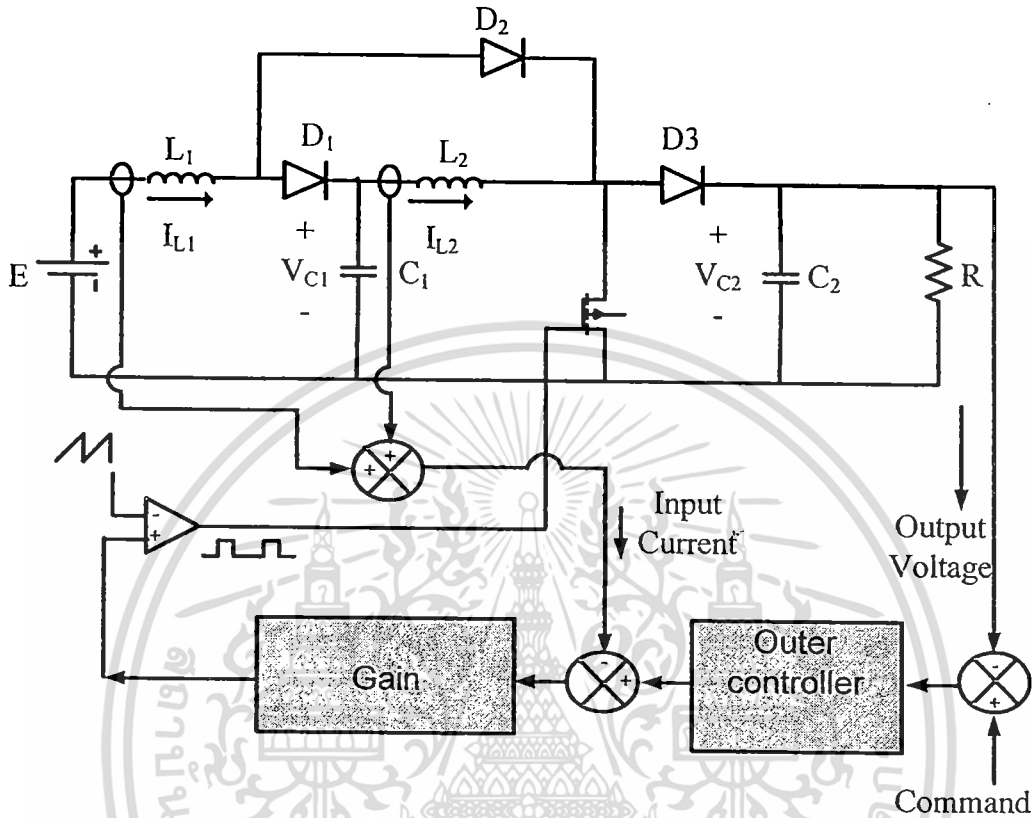 D2
D1
L2
D3
L1
IL1
IL2
+
VC1
-
C1
+
VC2
-
C2
R
E
+
-
+
+
-
+
Input
Current
Output
Voltage
Gain
-
+
Outer
controller
-
+
Command